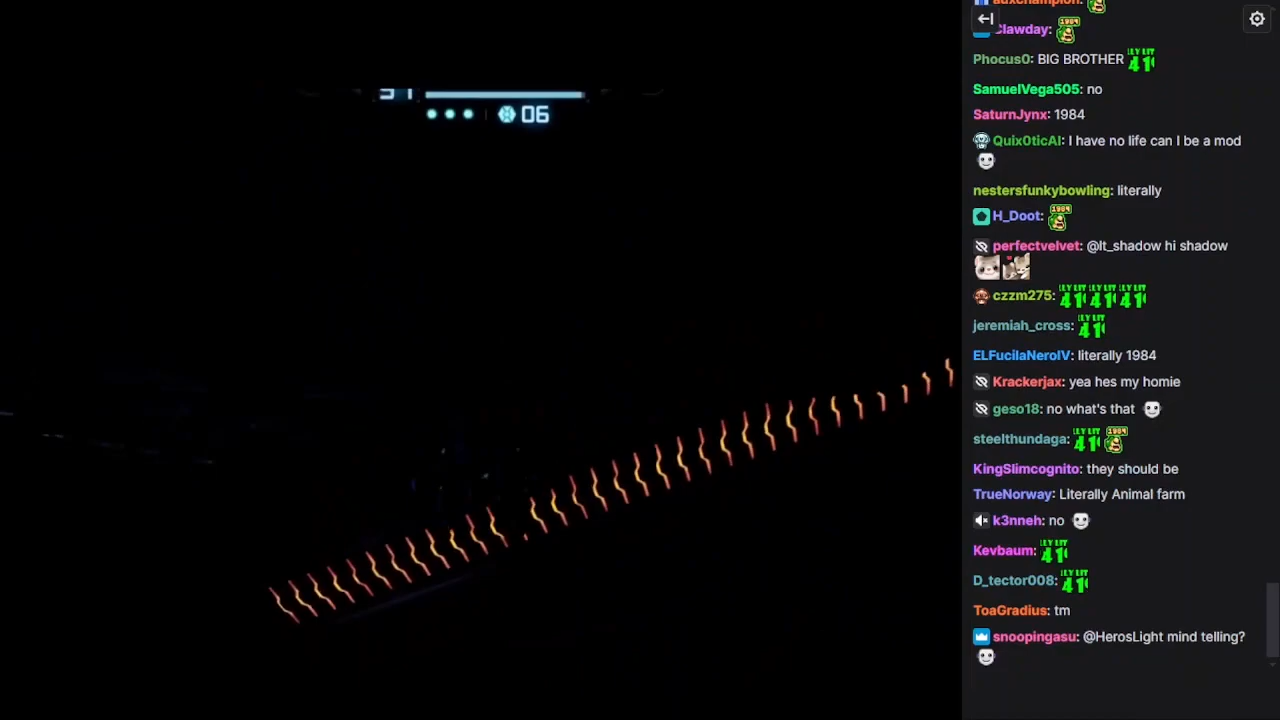 06
Clawday:
Phocus0: BIG BROTHER
SamuelVega505: no
SaturnJynx: 1984
Quix0ticAI: I have no life can I be a mod
nestersfunkybowling: literally
H_Doot:
perfectvelvet: @lt_shadow hi shadow
czzm275:
jeremiah_cross:
ELFucilaNeroIV: literally 1984
Krackerjax: yea hes my homie
geso18: no what's that
steelthundaga:
KingSlimcognito: they should be
TrueNorway: Literally Animal farm
k3nneh: no
Kevbaum:
D_tector008:
ToaGradius: tm
snoopingasu: @HerosLight mind telling?